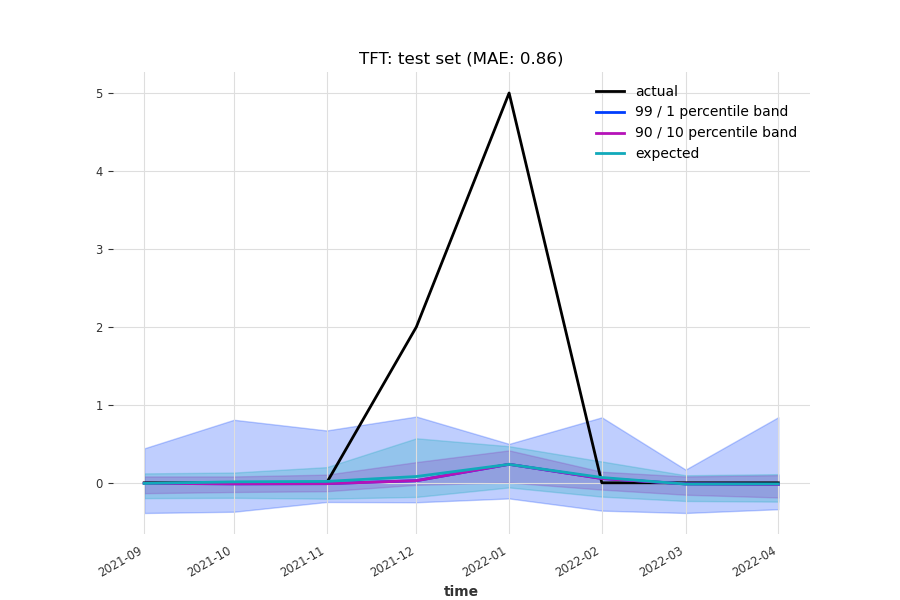 TFT: test set (MAE: 0.86)
actual
99 / 1 percentile band
90 / 10 percentile band
expected
5
4
3
2
1
0
2021-09
2021-10
2021-11
2021-12
2022-01
2022-02
2022-03
2022-04
time